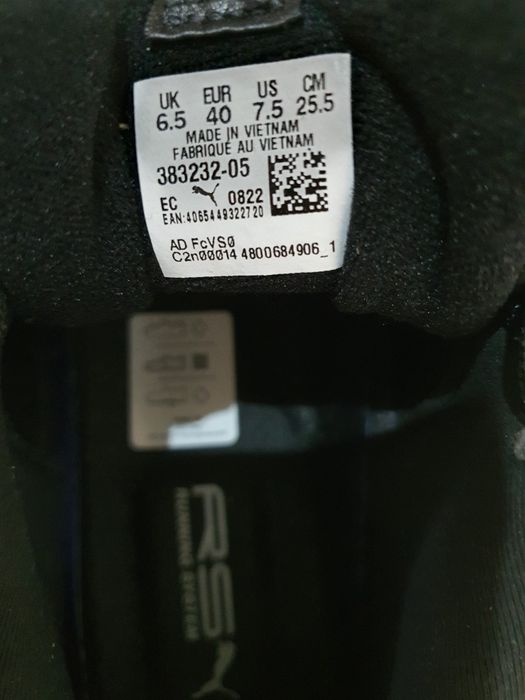 UK EUR US CM
6.5 40 7.5 25.5
MADE IN VIETNAM
FABRIQUÉ AU VIETNAM
383232-05
EC 0822
EAN:4065449322720
AD FcVS0
C2n00014 4800684906_1
RS
RUNNING SYSTEM